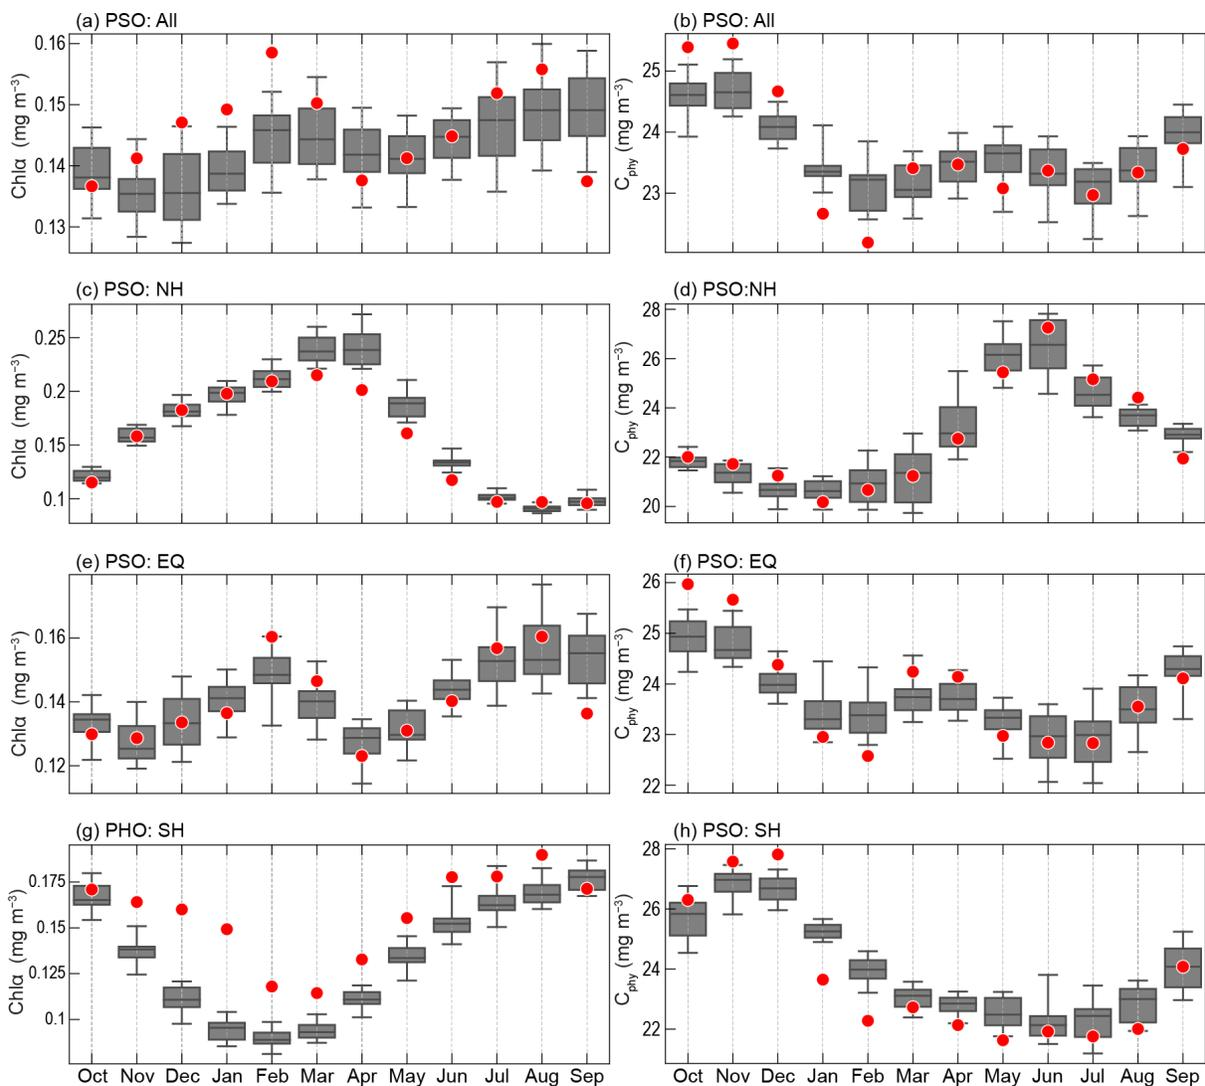 (a) PSO: All
(b) PSO: All
0.16
0.15
0.14
0.13
Chlα (mg m⁻³)
25
24
23
C_phy (mg m⁻³)
(c) PSO: NH
(d) PSO:NH
0.25
0.2
0.15
0.1
Chlα (mg m⁻³)
28
26
24
22
20
C_phy (mg m⁻³)
(e) PSO: EQ
(f) PSO: EQ
0.16
0.14
0.12
Chlα (mg m⁻³)
26
25
24
23
22
C_phy (mg m⁻³)
(g) PHO: SH
(h) PSO: SH
0.175
0.15
0.125
0.1
Chlα (mg m⁻³)
28
26
24
22
C_phy (mg m⁻³)
Oct Nov Dec Jan Feb Mar Apr May Jun Jul Aug Sep
Oct Nov Dec Jan Feb Mar Apr May Jun Jul Aug Sep